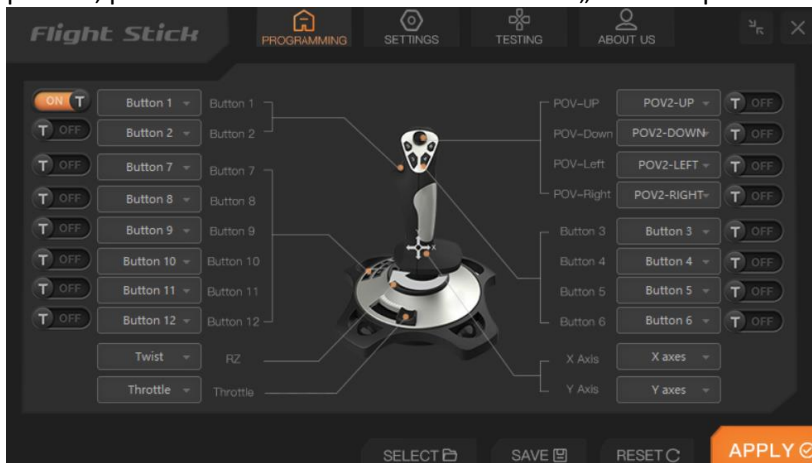 Flight Stick
PROGRAMMING
SETTINGS
TESTING
ABOUT US
ON T Button 1 Button 1
T OFF Button 2 Button 2
T OFF Button 7 Button 7
T OFF Button 8 Button 8
T OFF Button 9 Button 9
T OFF Button 10 Button 10
T OFF Button 11 Button 11
T OFF Button 12 Button 12
Twist RZ
Throttle Throttle
X
POV-UP POV2-UP T OFF
POV-Down POV2-DOWN T OFF
POV-Left POV2-LEFT T OFF
POV-Right POV2-RIGHT T OFF
Button 3 Button 3 T OFF
Button 4 Button 4 T OFF
Button 5 Button 5 T OFF
Button 6 Button 6 T OFF
X Axis X axes
Y Axis Y axes
SELECT
SAVE
RESET
APPLY